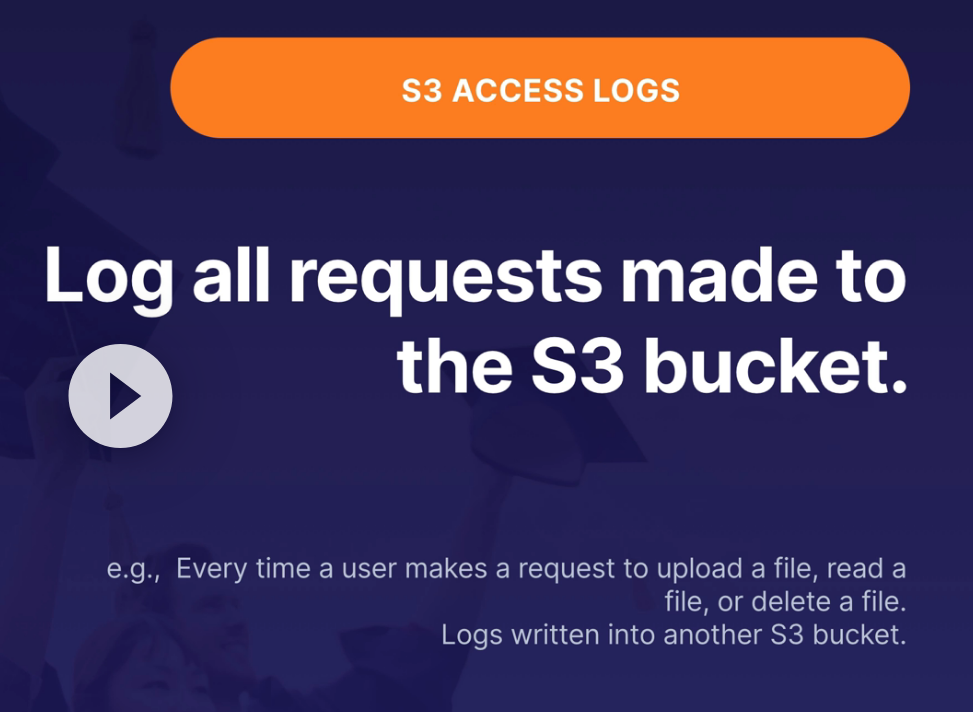 S3 ACCESS LOGS
Log all requests made to
the S3 bucket.
e.g.,  Every time a user makes a request to upload a file, read a
file, or delete a file.
Logs written into another S3 bucket.